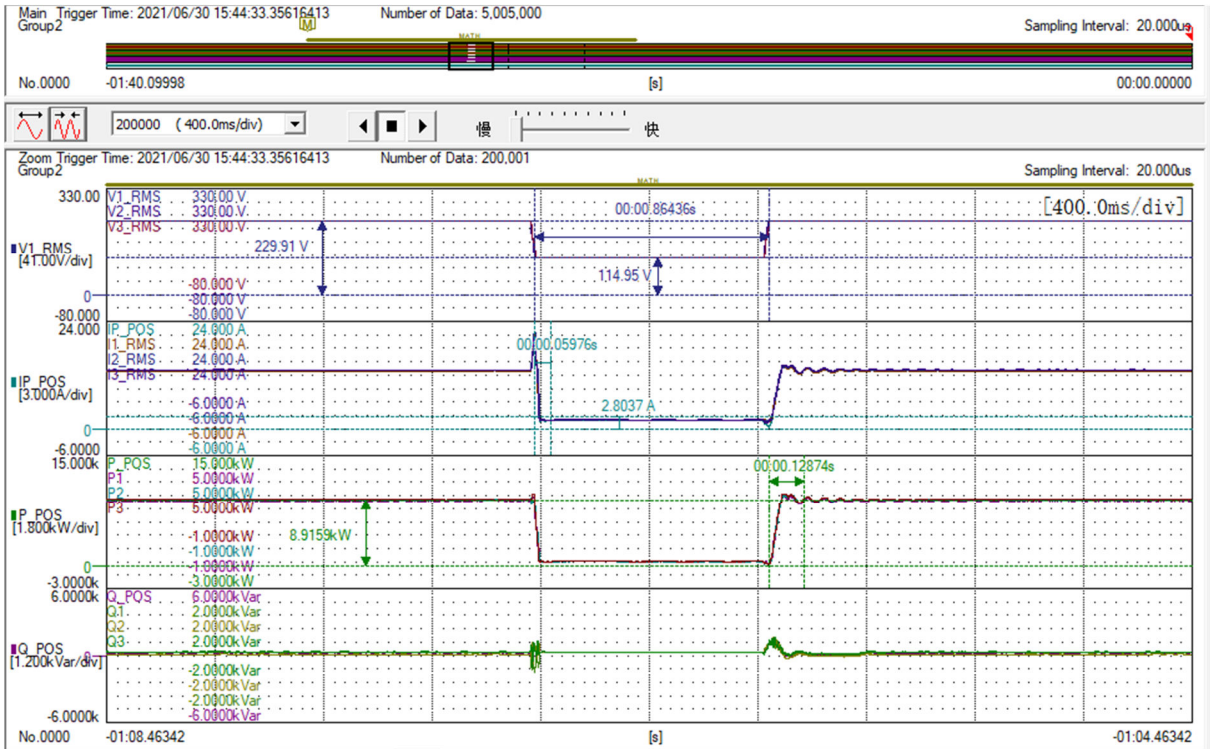 Main Trigger Time: 2021/06/30 15:44:33.35616413 Number of Data: 5,005,000
Group2 Sampling Interval: 20.000us
M
MATH
No.0000 -01:40.09998 [s] 00:00.00000
200000 ( 400.0ms/div) 慢 快
Zoom Trigger Time: 2021/06/30 15:44:33.35616413 Number of Data: 200,001
Group2 Sampling Interval: 20.000us
MATH
330.00 V1_RMS 330.00 V
V2_RMS 330.00 V 00:00.86436s [400.0ms/div]
V3_RMS 330.00 V
V1_RMS 229.91 V
[41.00V/div] 114.95 V
-80.000 V
0 -80.000 V
-80.000 -80.000 V
24.000 IP_POS 24.000 A
I1_RMS 24.000 A 00:00.05976s
I2_RMS 24.000 A
I3_RMS 24.000 A
IP_POS
[3.000A/div]
-6.0000 A 2.8037 A
-6.0000 A
0 -6.0000 A
-6.0000 -6.0000 A
15.000k P_POS 15.000kW 00:00.12874s
P1 5.0000kW
P2 5.0000kW
P3 5.0000kW
P_POS
[1.800kW/div]
-1.0000kW 8.9159kW
-1.0000kW
0 -1.0000kW
-3.0000k -3.0000kW
6.0000k Q_POS 6.0000kVar
Q1 2.0000kVar
Q2 2.0000kVar
Q3 2.0000kVar
Q_POS 0
[1.200kVar/div]
-2.0000kVar
-2.0000kVar
-2.0000kVar
-6.0000k -6.0000kVar
No.0000 -01:08.46342 [s] -01:04.46342